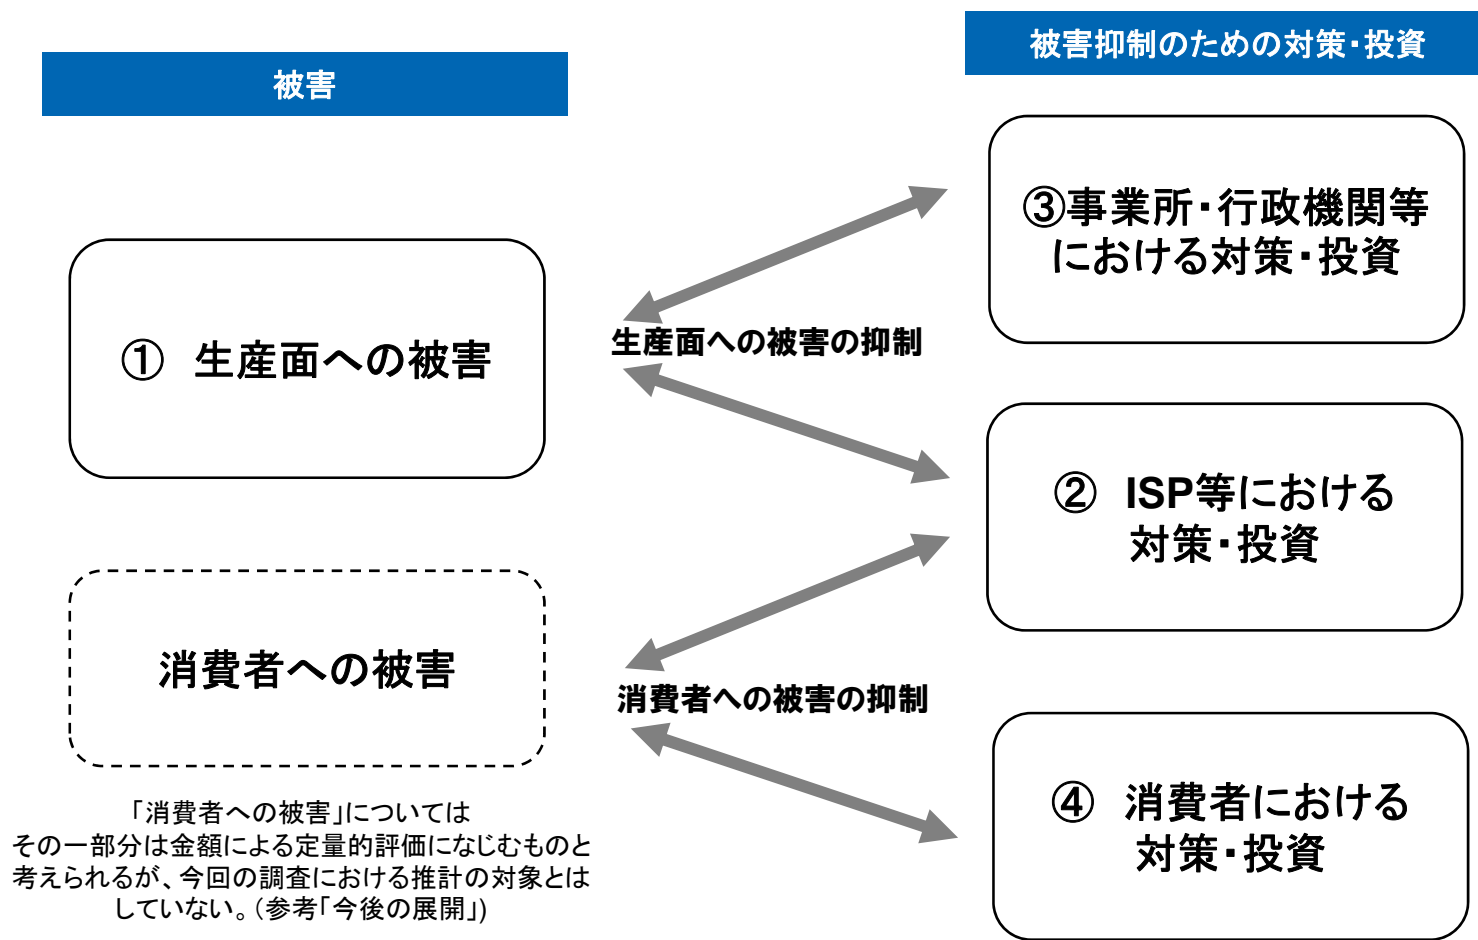 被害
被害抑制のための対策・投資
① 生産面への被害
消費者への被害
「消費者への被害」については
その一部分は金額による定量的評価になじむものと
考えられるが、今回の調査における推計の対象とは
していない。（参考「今後の展開」)
生産面への被害の抑制
消費者への被害の抑制
③事業所・行政機関等
における対策・投資
② ISP等における
対策・投資
④ 消費者における
対策・投資